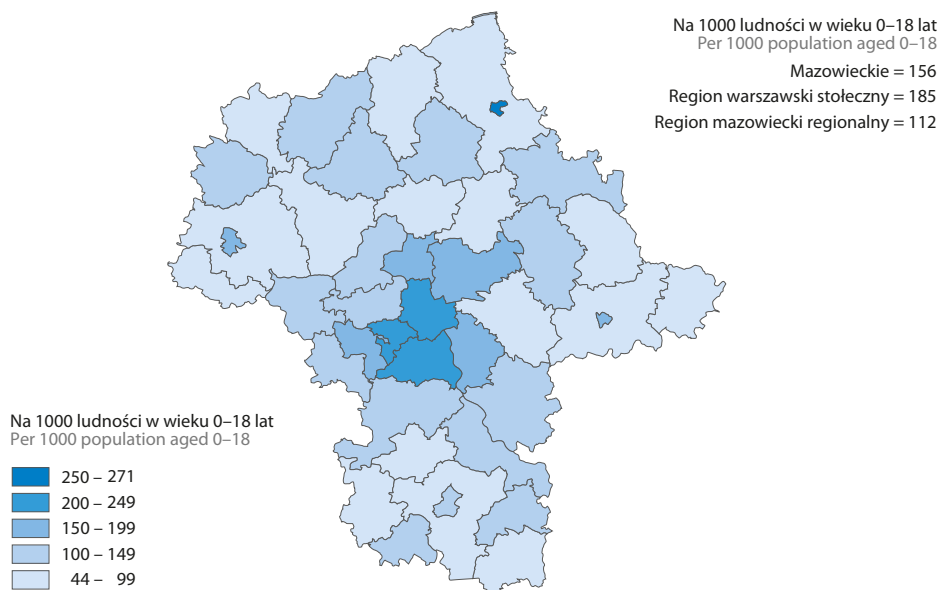 Na 1000 ludności w wieku 0–18 lat
Per 1000 population aged 0–18
Mazowieckie = 156
Region warszawski stołeczny = 185
Region mazowiecki regionalny = 112
Na 1000 ludności w wieku 0–18 lat
Per 1000 population aged 0–18
250 – 271
200 – 249
150 – 199
100 – 149
44 – 99